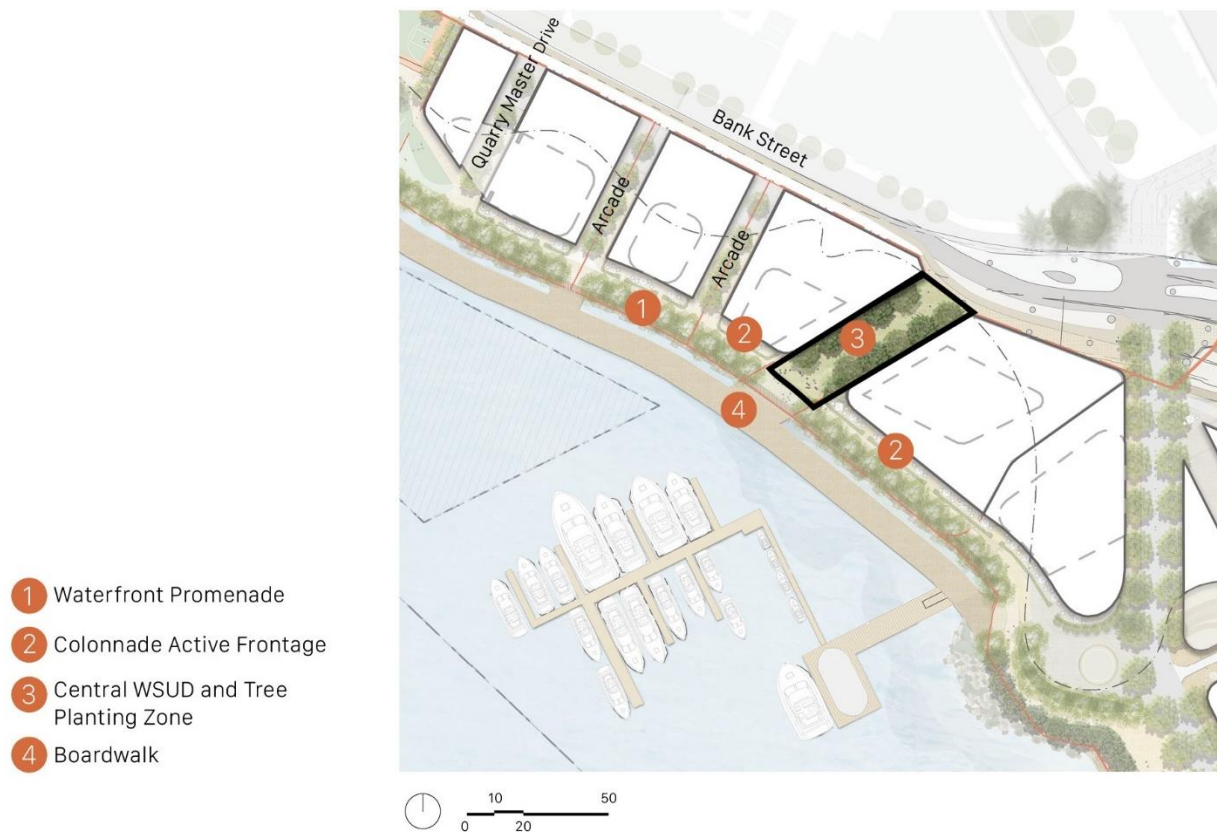 Quarry Master Drive
Bank Street
Arcade
Arcade
1
2
3
4
2
1 Waterfront Promenade
2 Colonnade Active Frontage
3 Central WSUD and Tree
Planting Zone
4 Boardwalk
10 50
0 20